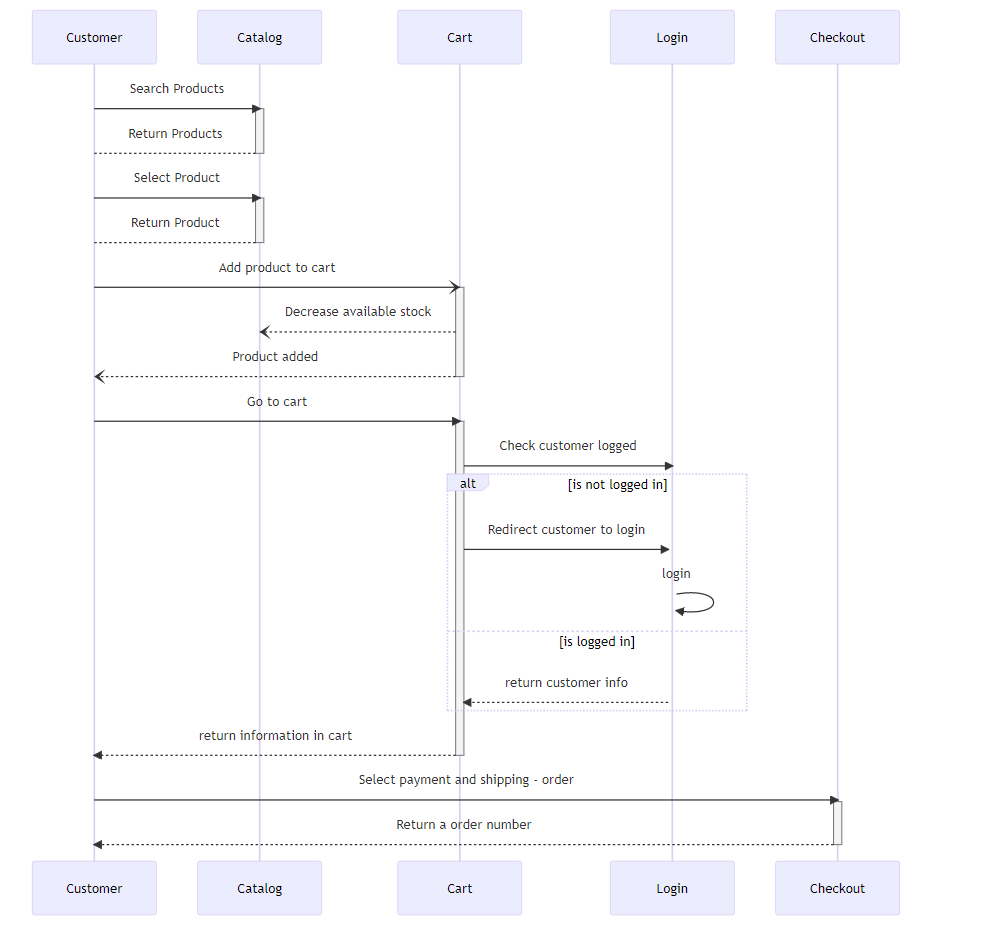 Customer
Catalog
Cart
Login
Checkout
Search Products
Return Products
Select Product
Return Product
Add product to cart
Decrease available stock
Product added
Go to cart
Check customer logged
alt
[is not logged in]
Redirect customer to login
login
[is logged in]
return customer info
return information in cart
Select payment and shipping - order
Return a order number
Customer
Catalog
Cart
Login
Checkout